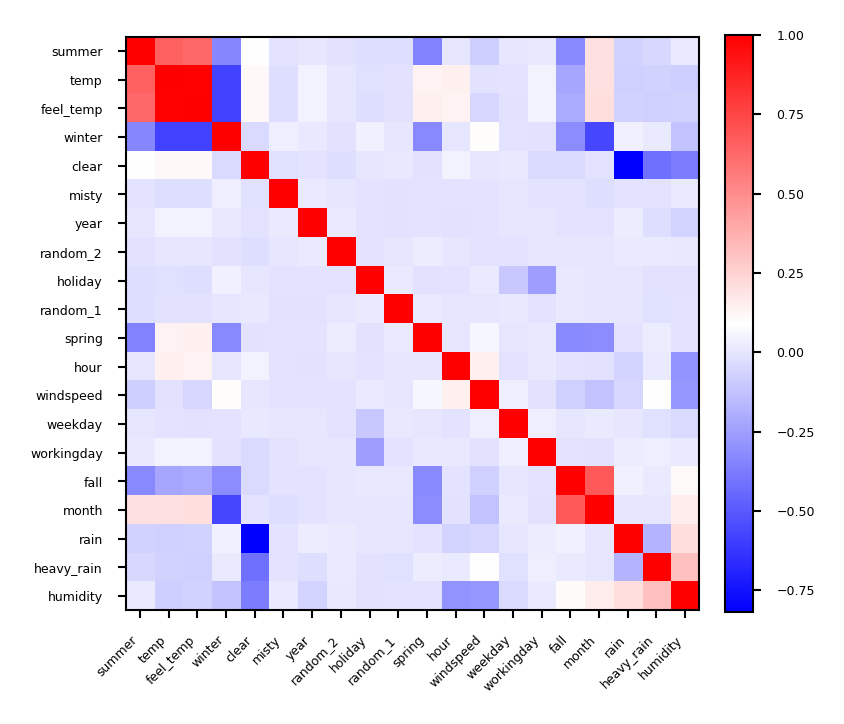 summer
temp
feel_temp
winter
clear
misty
year
random_2
holiday
random_1
spring
hour
windspeed
weekday
workingday
fall
month
rain
heavy_rain
humidity
summer
temp
feel_temp
winter
clear
misty
year
random_2
holiday
random_1
spring
hour
windspeed
weekday
workingday
fall
month
rain
heavy_rain
humidity
1.00
0.75
0.50
0.25
0.00
−0.25
−0.50
−0.75